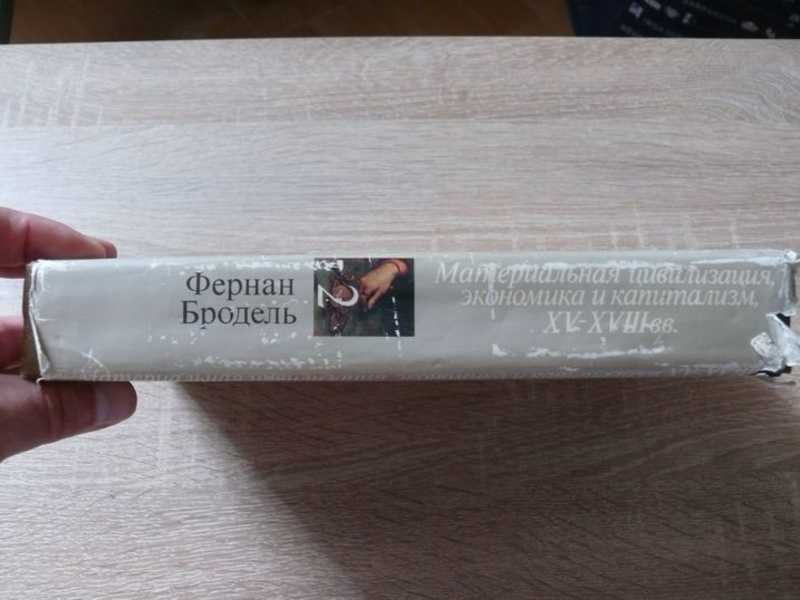 Фернан
Бродель
2
Материальная цивилизация,
экономика и капитализм,
XV-XVIII вв.